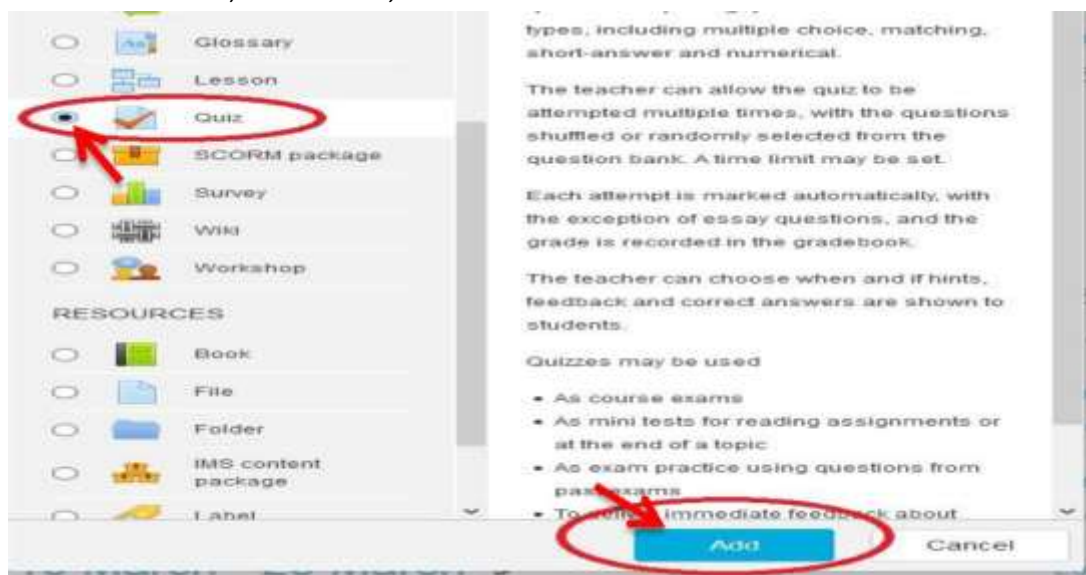 Glossary
Lesson
Quiz
SCORM package
Survey
Wiki
Workshop
RESOURCES
Book
File
Folder
IMS content
package
Label
types, including multiple choice, matching,
short-answer and numerical.
The teacher can allow the quiz to be
attempted multiple times, with the questions
shuffled or randomly selected from the
question bank. A time limit may be set.
Each attempt is marked automatically, with
the exception of essay questions, and the
grade is recorded in the gradebook.
The teacher can choose when and if hints,
feedback and correct answers are shown to
students.
Quizzes may be used
• As course exams
• As mini tests for reading assignments or
at the end of a topic
• As exam practice using questions from
past exams
• To deliver immediate feedback about
Add
Cancel